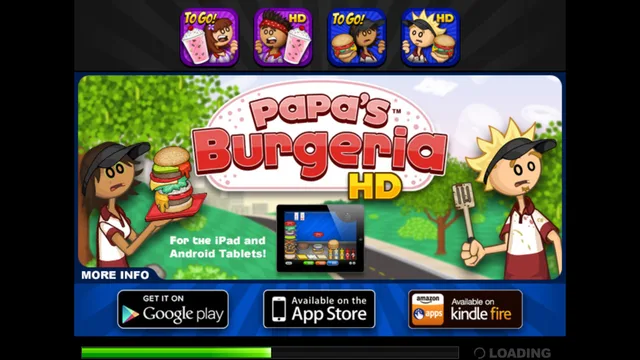 TO GO!
HD
TO GO!
HD
PAPA'S™
BURGERIA
HD
FOR THE iPAD AND
ANDROID TABLETS!
MORE INFO
GET IT ON
Google play
Available on the
App Store
amazon
apps
Available on
kindle fire
LOADING